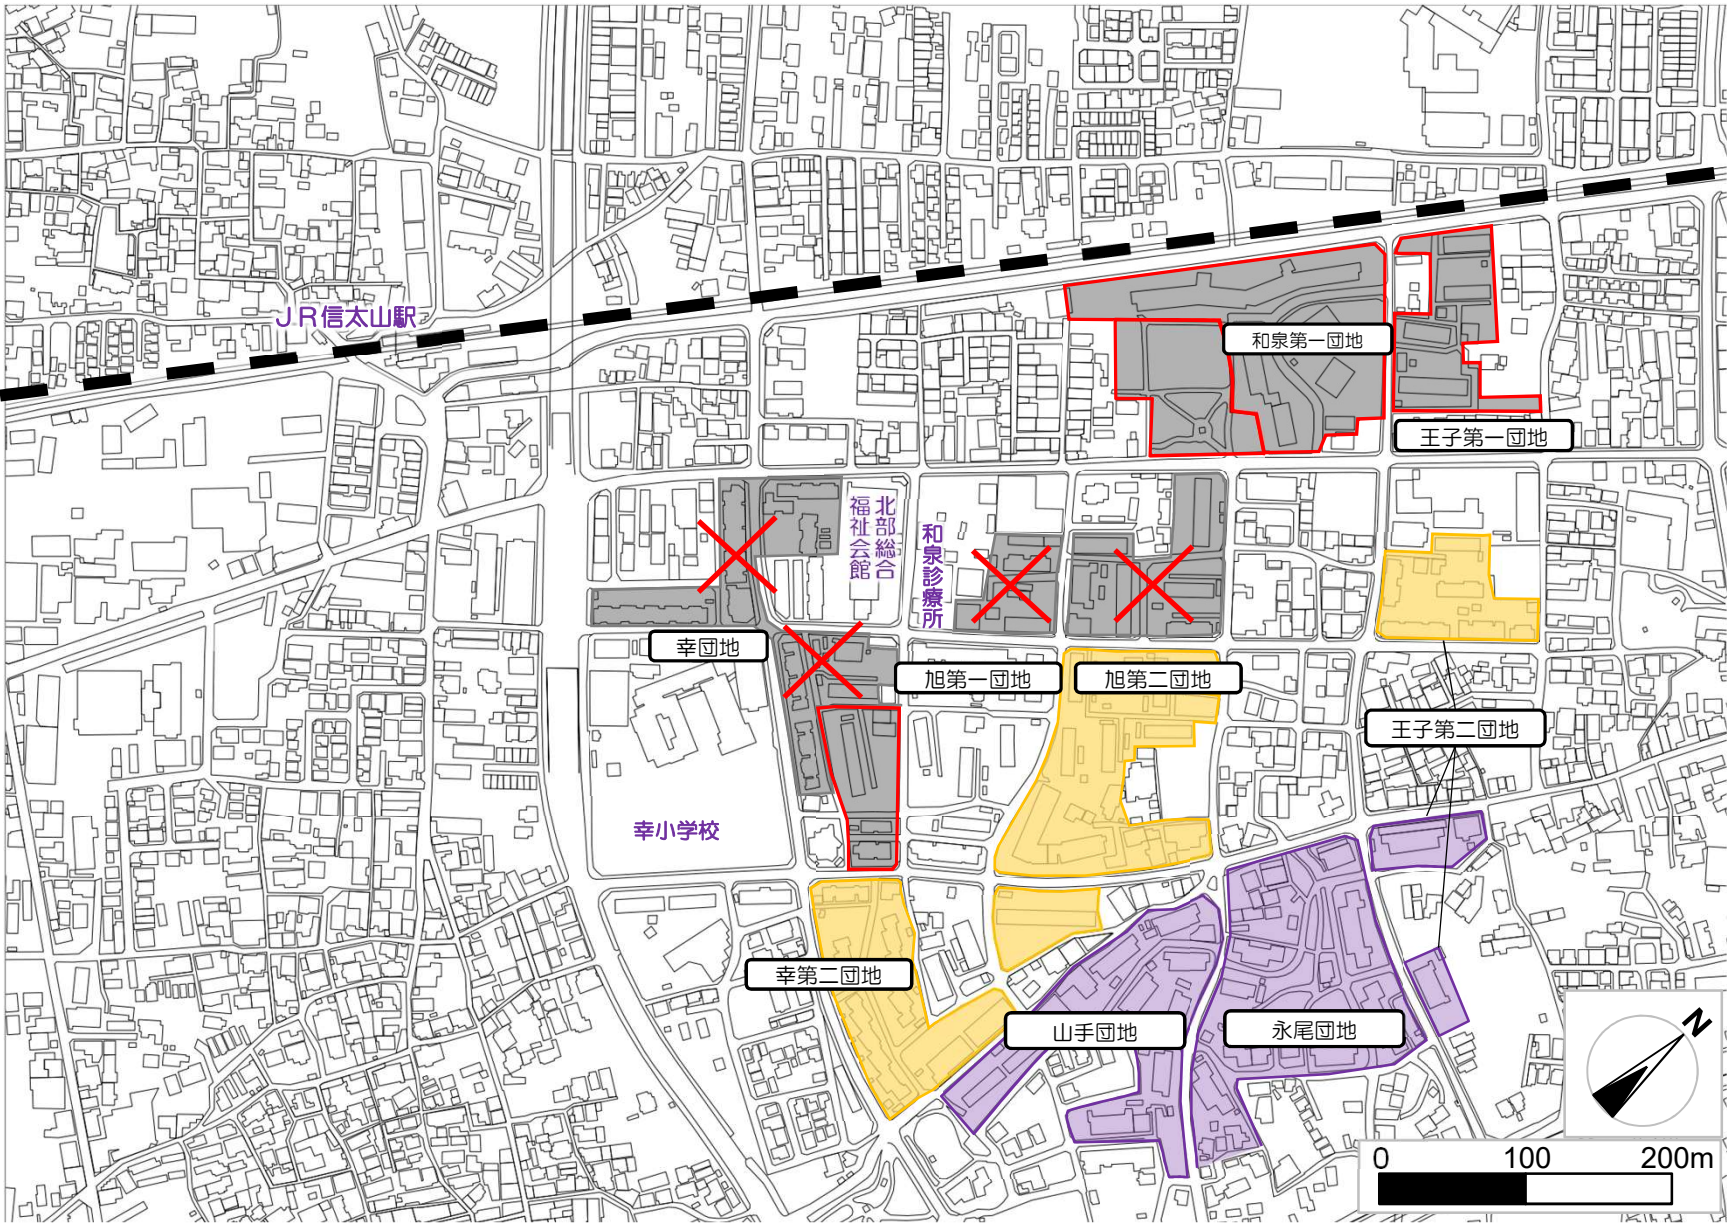 JR信太山駅
和泉第一団地
王子第一団地
北部総合
福祉会館
和泉診療所
幸団地
旭第一団地
旭第二団地
王子第二団地
幸小学校
幸第二団地
山手団地
永尾団地
N
0 100 200m